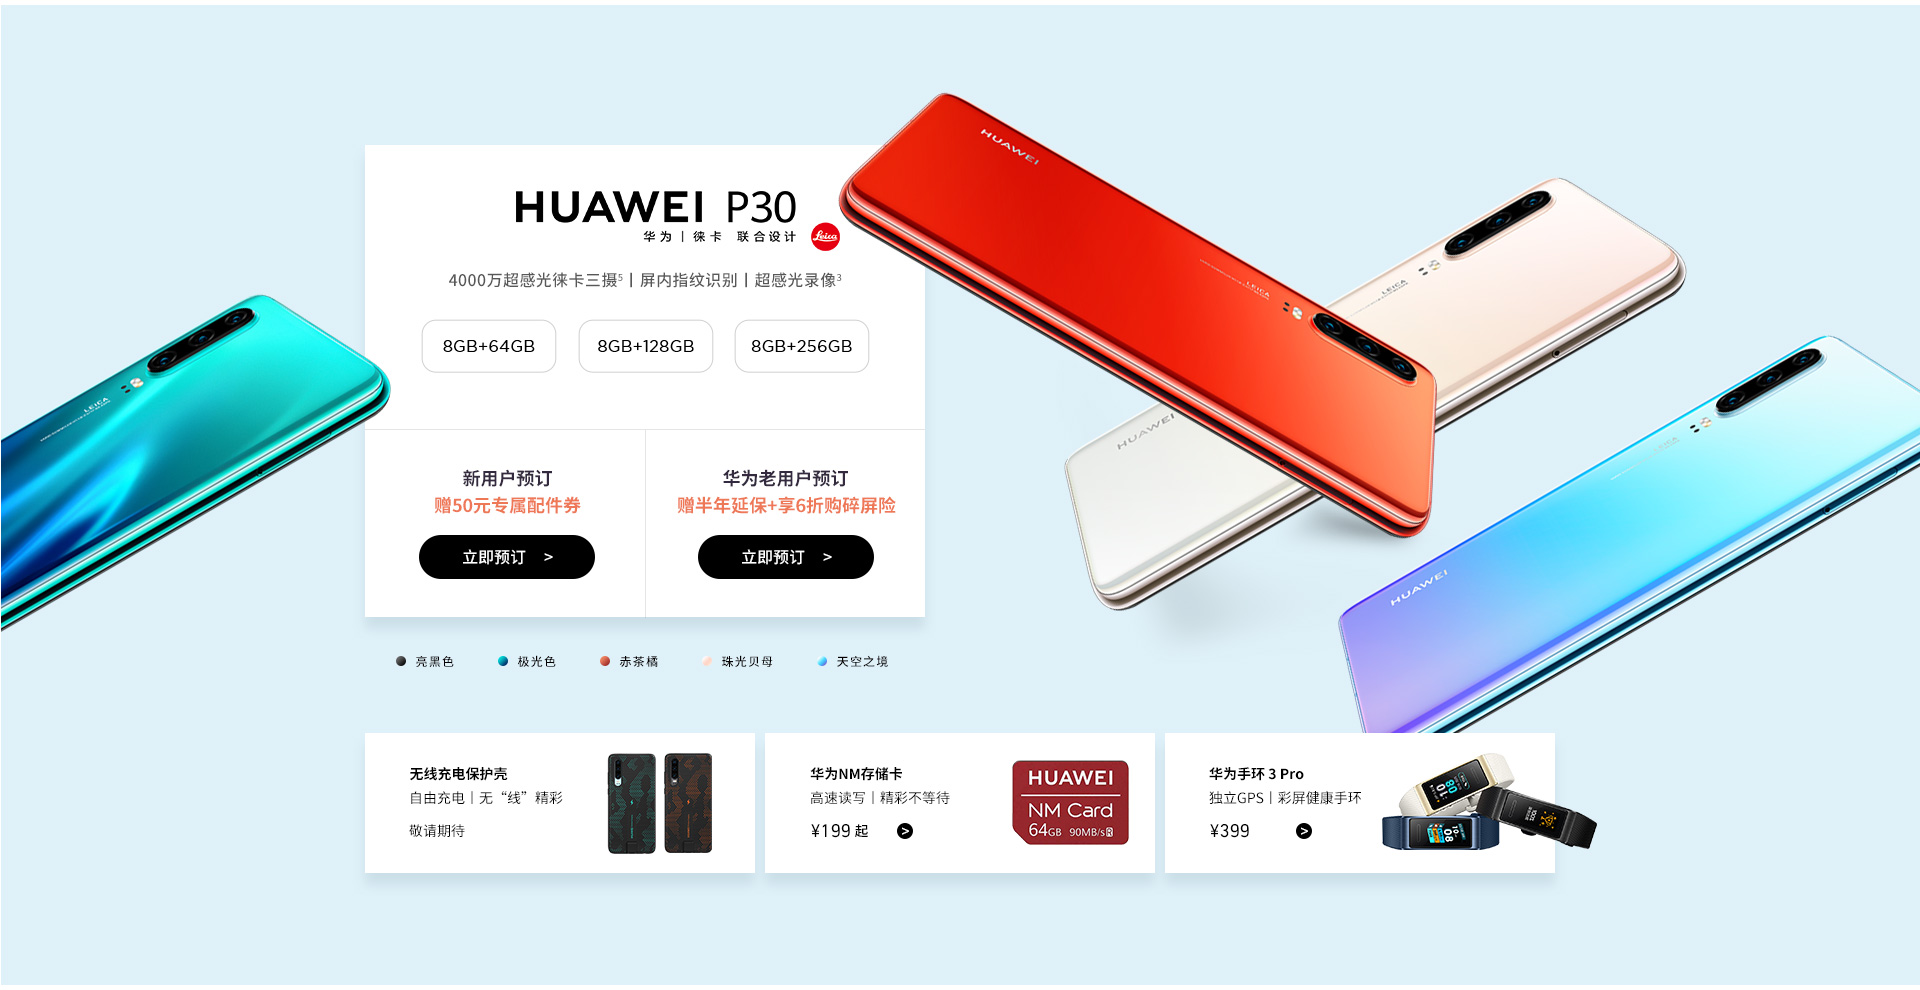 HUAWEI P30
华为 | 徕卡 联合设计
Leica
4000万超感光徕卡三摄5 | 屏内指纹识别 | 超感光录像3
8GB+64GB
8GB+128GB
8GB+256GB
新用户预订
赠50元专属配件券
立即预订 >
华为老用户预订
赠半年延保+享6折购碎屏险
立即预订 >
亮黑色
极光色
赤茶橘
珠光贝母
天空之境
HUAWEI
LEICA
HUAWEI
LEICA
HUAWEI
LEICA
LEICA
无线充电保护壳
自由充电 | 无“线”精彩
敬请期待
华为NM存储卡
高速读写 | 精彩不等待
¥199 起 >
HUAWEI
NM Card
64GB 90MB/s R
华为手环 3 Pro
独立GPS | 彩屏健康手环
¥399 >